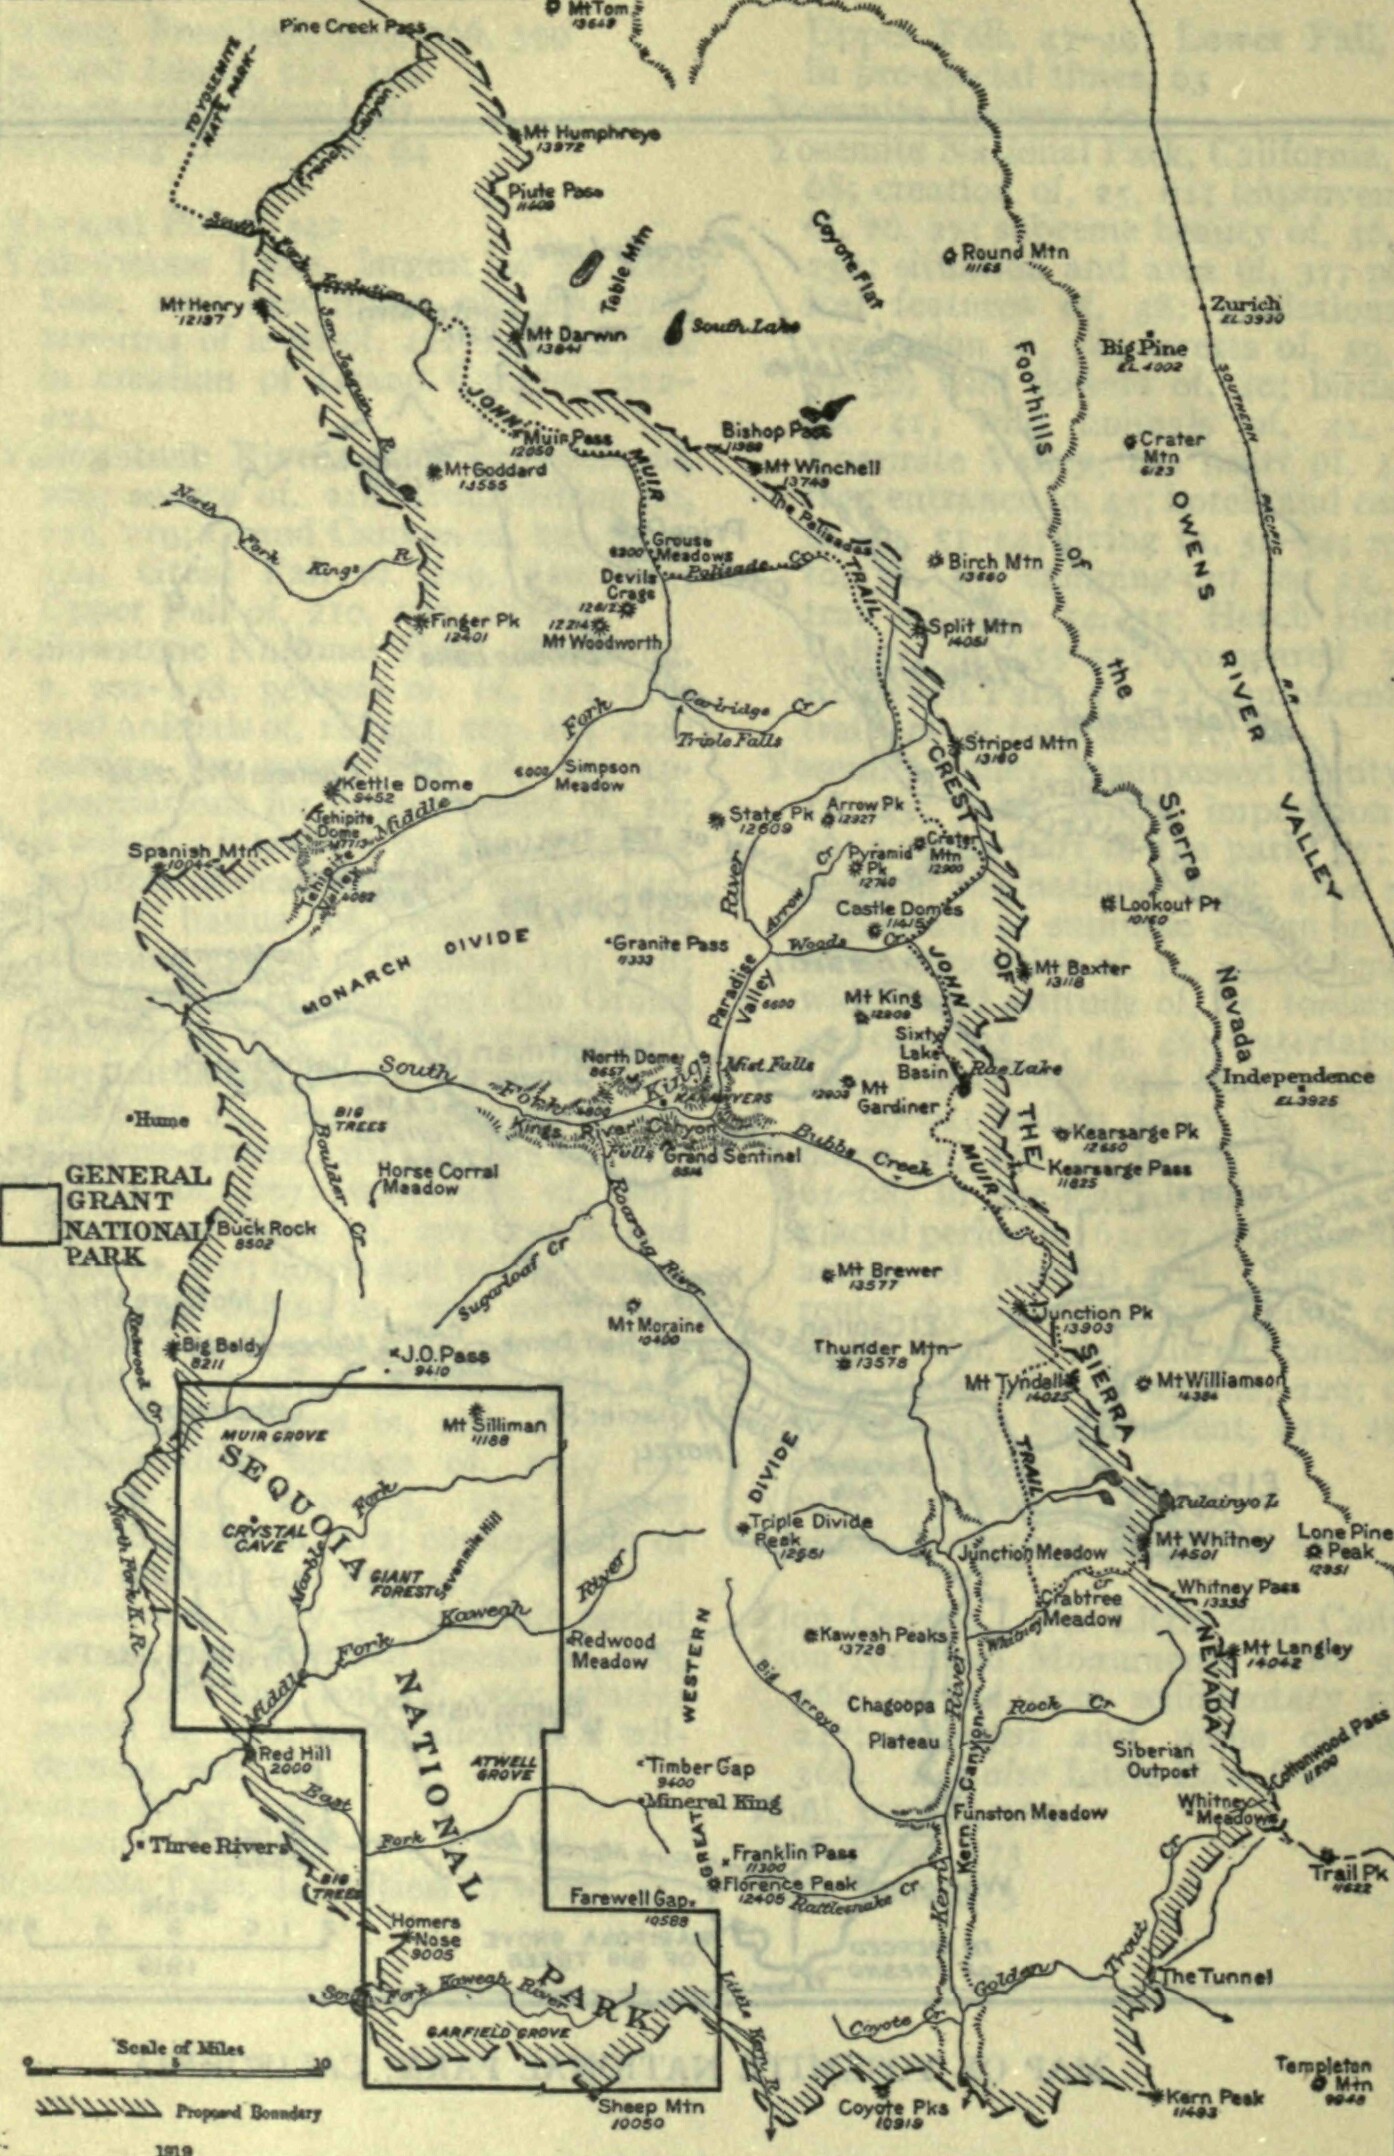 Mt Tom
13649
Pine Creek Pass
TO YOSEMITE
NAT'L PARK
French Canyon
Mt Humphreys
13972
Piute Pass
11409
Table Mtn
Coyote Flat
Round Mtn
11165
South Fork
Evolution Cr
Mt Henry
12197
San Joaquin R.
Mt Darwin
13841
South Lake
Zurich
EL. 3930
Big Pine
EL. 4002
SOUTHERN PACIFIC R.R.
Foothills of the Sierra Nevada
JOHN MUIR TRAIL
Muir Pass
12050
Bishop Pass
11989
Mt Winchell
13749
The Palisades
Crater
Mtn
6123
Mt Goddard
13555
North Fork Kings R
OWENS RIVER VALLEY
Grouse
Meadows
8200
Palisade Cr
Devils
Crags
12612
Birch Mtn
13660
Finger Pk
12401
12214
Mt Woodworth
Split Mtn
14051
Cartridge Cr
Triple Falls
Fork
Simpson
Meadow
6000
Striped Mtn
13160
CREST OF THE SIERRA NEVADA
Kettle Dome
9452
Tehipite
Dome
7713
Middle
Tehipite Valley
4082
Spanish Mtn
10044
State Pk
12609
Arrow Pk
12927
Crater
Mtn
12900
Pyramid
Pk
12740
River
Arrow Cr
Castle Domes
11415
Lookout Pt
10160
MONARCH DIVIDE
Granite Pass
11333
Woods Cr
Paradise
Valley
6600
JOHN MUIR
Mt Baxter
13118
Mt King
12909
Sixty
Lake
Basin
Rae Lake
South Fork Kings
North Dome
8657
Mist Falls
KANAWYERS
Mt
Gardiner
12903
Independence
EL. 3925
Hume
BIG
TREES
Boulder Cr
Kings River Canyon
Falls
Grand Sentinel
8514
Bubbs Creek
Kearsarge Pk
12650
Kearsarge Pass
11825
GENERAL
GRANT
NATIONAL
PARK
Horse Corral
Meadow
Buck Rock
8502
Roaring River
Sugarloaf Cr
Mt Brewer
13577
Redwood Cr
Big Baldy
8211
J.O. Pass
9410
Mt Moraine
10400
Junction Pk
13903
Thunder Mtn
13578
Mt Tyndall
14025
Mt Williamson
14384
MUIR GROVE
Mt Silliman
11188
SEQUOIA NATIONAL PARK
Marble Fork
CRYSTAL
CAVE
GIANT
FOREST
Sevenmile Hill
North Fork K.R.
TRAIL
GREAT WESTERN DIVIDE
Triple Divide
Peak
12651
Tulainyo L
Junction Meadow
Mt Whitney
14501
Lone Pine
Peak
12951
Whitney Cr
Crabtree
Meadow
Whitney Pass
13335
Middle Fork Kaweah River
Redwood
Meadow
Kaweah Peaks
13728
Mt Langley
14042
Big Arroyo
Chagoopa
Plateau
Rock Cr
Kern River
Kern Canyon
Siberian
Outpost
Cottonwood Pass
11200
Red Hill
2000
East Fork
ATWELL
GROVE
Timber Gap
9400
Mineral King
Funston Meadow
Whitney
Meadows
Three Rivers
BIG
TREES
Franklin Pass
11300
Florence Peak
12405
Rattlesnake Cr
Trail Pk
11622
Farewell Gap
10588
Homers
Nose
9005
South Fork Kaweah River
GARFIELD GROVE
Little Kern R.
Golden Trout Cr
The Tunnel
Coyote Cr
Scale of Miles
0 5 10
Proposed Boundary
1919
Sheep Mtn
10050
Coyote Pks
10919
Kern Peak
11493
Templeton
Mtn
9948